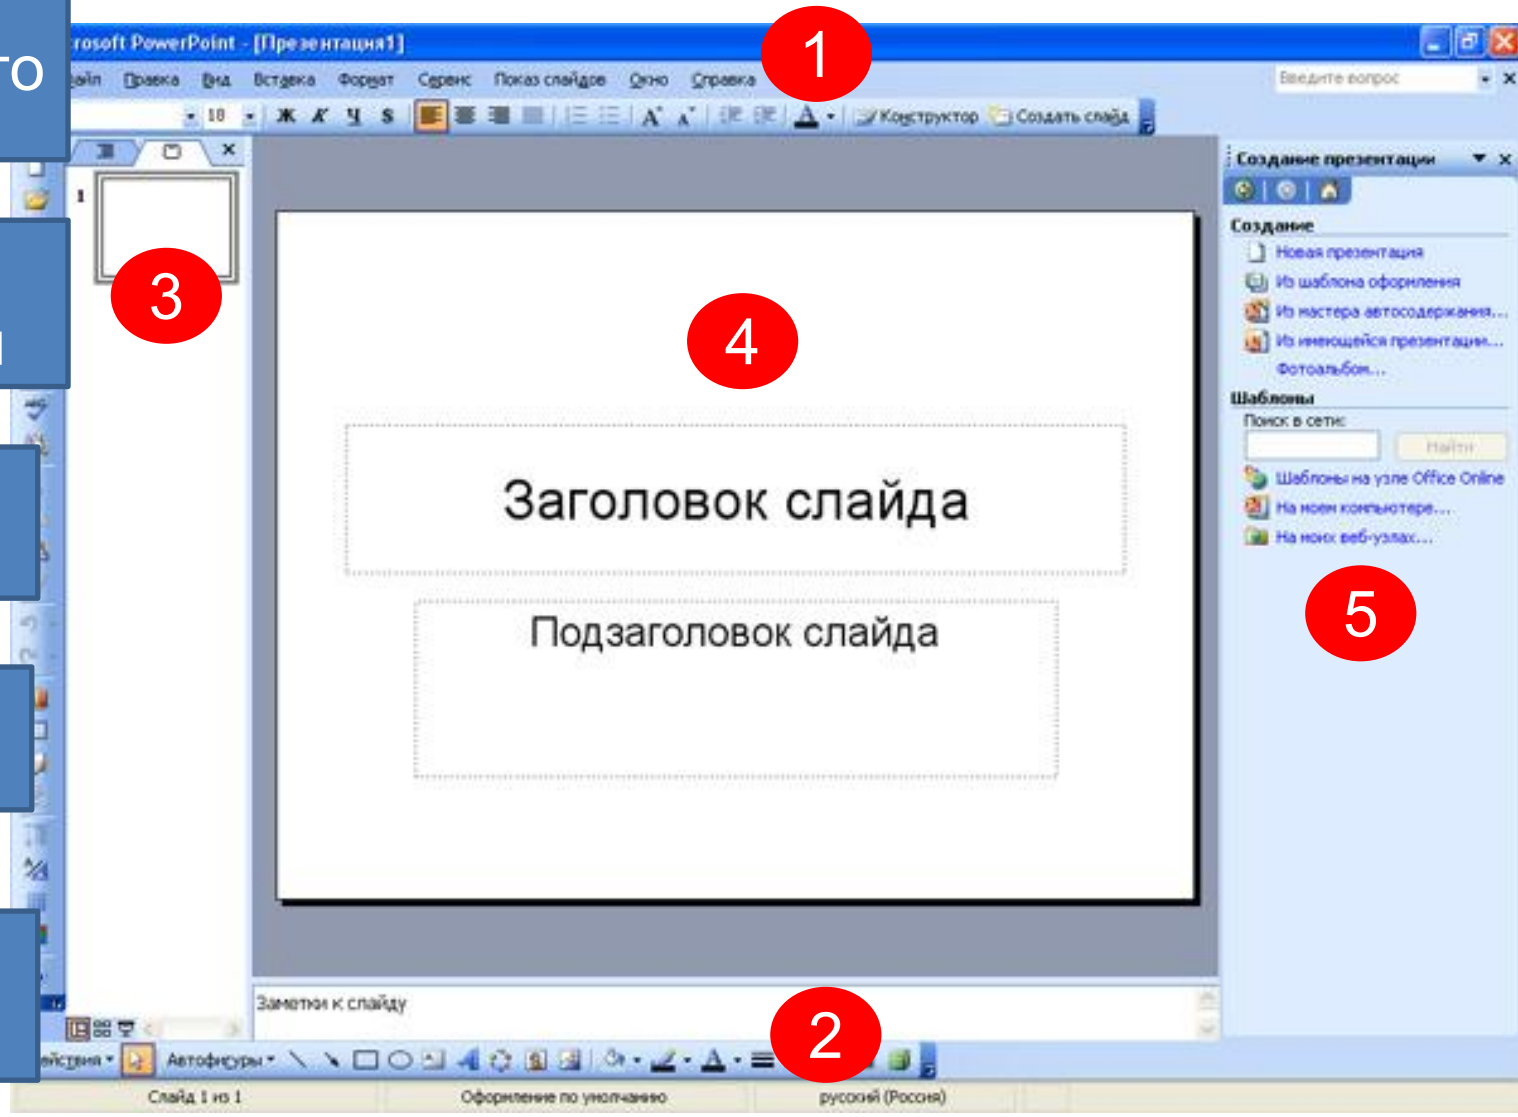 го
и
rosoft PowerPoint - [Презентация1]
айл Правка Вид Вставка Формат Сервис Показ слайдов Окно Справка
1
Введите вопрос
18 Ж К Ч S Конструктор Создать слайд
1
3
4
Заголовок слайда
Подзаголовок слайда
Заметки к слайду
2
Создание презентации
Создание
Новая презентация
Из шаблона оформления
Из мастера автосодержания...
Из имеющейся презентации...
Фотоальбом...
Шаблоны
Поиск в сети:
Найти
Шаблоны на узле Office Online
На моем компьютере...
На моих веб-узлах...
5
ействия Автофигуры
Слайд 1 из 1 Оформление по умолчанию русский (Россия)